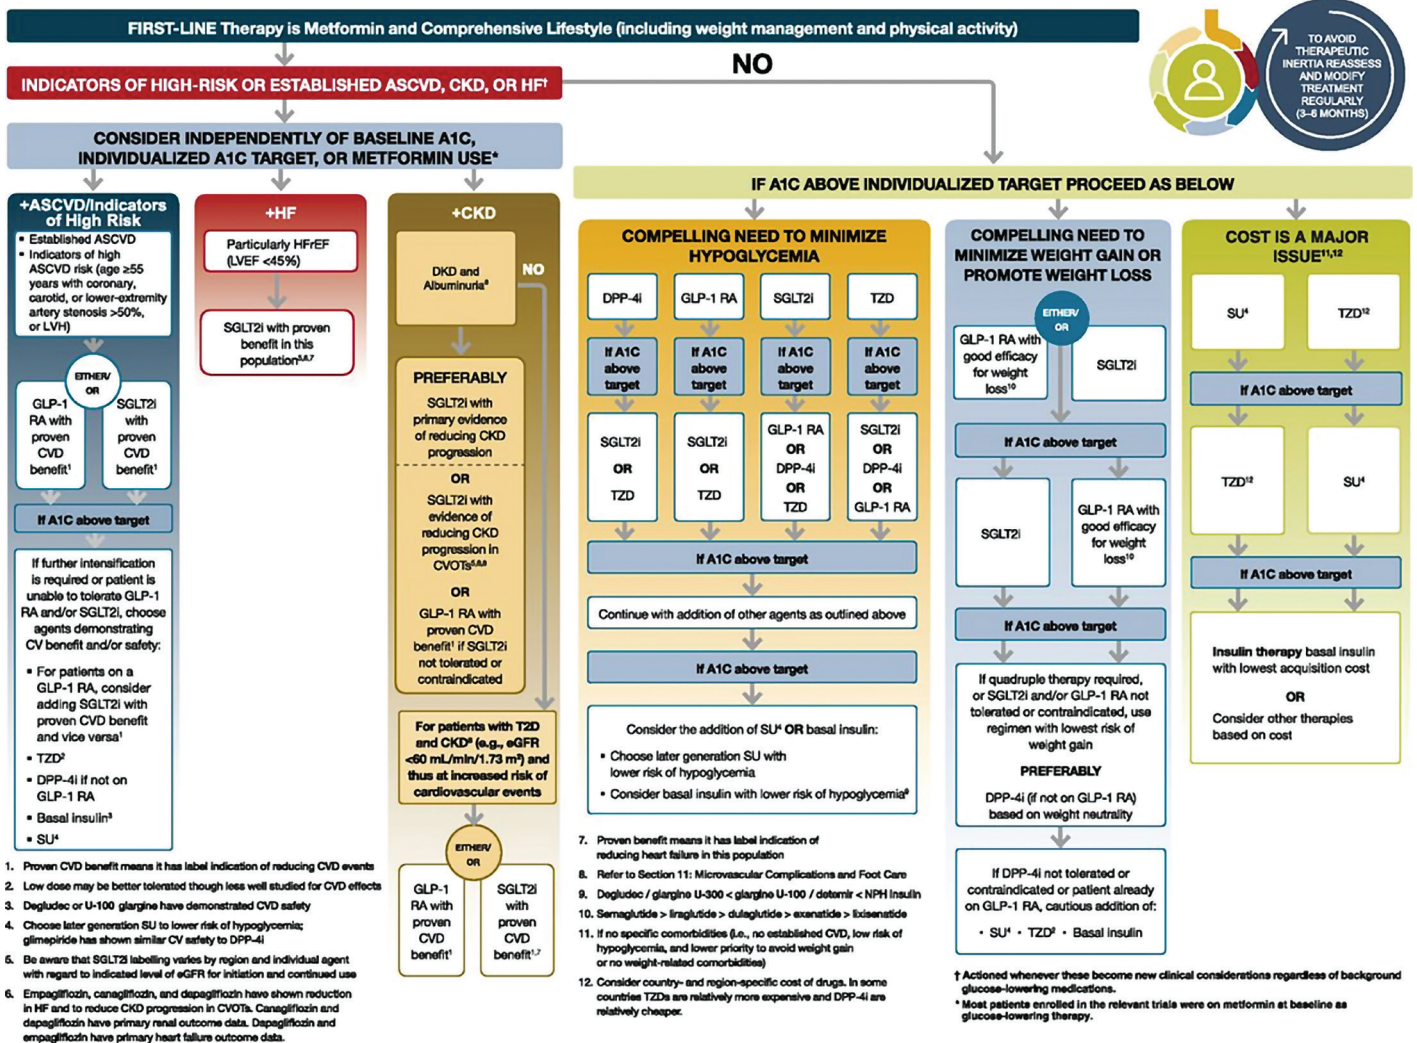 FIRST-LINE Therapy is Metformin and Comprehensive Lifestyle (including weight management and physical activity)
TO AVOID
THERAPEUTIC
INERTIA REASSESS
AND MODIFY
TREATMENT
REGULARLY
(3–6 MONTHS)
INDICATORS OF HIGH-RISK OR ESTABLISHED ASCVD, CKD, OR HF†
NO
CONSIDER INDEPENDENTLY OF BASELINE A1C,
INDIVIDUALIZED A1C TARGET, OR METFORMIN USE*
+ASCVD/Indicators
of High Risk
▪ Established ASCVD
▪ Indicators of high
ASCVD risk (age ≥55
years with coronary,
carotid, or lower-extremity
artery stenosis >50%,
or LVH)
EITHER/
OR
GLP-1
RA with
proven
CVD
benefit¹
SGLT2i
with
proven
CVD
benefit¹
If A1C above target
If further intensification
is required or patient is
unable to tolerate GLP-1
RA and/or SGLT2i, choose
agents demonstrating
CV benefit and/or safety:
▪ For patients on a
GLP-1 RA, consider
adding SGLT2i with
proven CVD benefit
and vice versa¹
▪ TZD²
▪ DPP-4i if not on
GLP-1 RA
▪ Basal insulin³
▪ SU⁴
+HF
Particularly HFrEF
(LVEF <45%)
SGLT2i with proven
benefit in this
population⁵,⁶,⁷
+CKD
DKD and
Albuminuria⁸
NO
PREFERABLY
SGLT2i with
primary evidence
of reducing CKD
progression
OR
SGLT2i with
evidence of
reducing CKD
progression in
CVOTs⁵,⁶,⁸
OR
GLP-1 RA with
proven CVD
benefit¹ if SGLT2i
not tolerated or
contraindicated
For patients with T2D
and CKD⁸ (e.g., eGFR
<60 mL/min/1.73 m²) and
thus at increased risk of
cardiovascular events
EITHER/
OR
GLP-1
RA with
proven
CVD
benefit¹
SGLT2i
with
proven
CVD
benefit¹,⁷
IF A1C ABOVE INDIVIDUALIZED TARGET PROCEED AS BELOW
COMPELLING NEED TO MINIMIZE
HYPOGLYCEMIA
DPP-4i
GLP-1 RA
SGLT2i
TZD
If A1C
above
target
If A1C
above
target
If A1C
above
target
If A1C
above
target
SGLT2i
OR
TZD
SGLT2i
OR
TZD
GLP-1 RA
OR
DPP-4i
OR
TZD
SGLT2i
OR
DPP-4i
OR
GLP-1 RA
If A1C above target
Continue with addition of other agents as outlined above
If A1C above target
Consider the addition of SU⁴ OR basal insulin:
▪ Choose later generation SU with
lower risk of hypoglycemia
▪ Consider basal insulin with lower risk of hypoglycemia⁹
COMPELLING NEED TO
MINIMIZE WEIGHT GAIN OR
PROMOTE WEIGHT LOSS
EITHER/
OR
GLP-1 RA with
good efficacy
for weight
loss¹⁰
SGLT2i
If A1C above target
SGLT2i
GLP-1 RA with
good efficacy
for weight
loss¹⁰
If A1C above target
If quadruple therapy required,
or SGLT2i and/or GLP-1 RA not
tolerated or contraindicated, use
regimen with lowest risk of
weight gain
PREFERABLY
DPP-4i (if not on GLP-1 RA)
based on weight neutrality
If DPP-4i not tolerated or
contraindicated or patient already
on GLP-1 RA, cautious addition of:
· SU⁴ · TZD² · Basal insulin
COST IS A MAJOR
ISSUE¹¹,¹²
SU⁴
TZD¹²
If A1C above target
TZD¹²
SU⁴
If A1C above target
Insulin therapy basal insulin
with lowest acquisition cost
OR
Consider other therapies
based on cost
1. Proven CVD benefit means it has label indication of reducing CVD events
2. Low dose may be better tolerated though less well studied for CVD effects
3. Degludec or U-100 glargine have demonstrated CVD safety
4. Choose later generation SU to lower risk of hypoglycemia;
glimepiride has shown similar CV safety to DPP-4i
5. Be aware that SGLT2i labelling varies by region and individual agent
with regard to indicated level of eGFR for initiation and continued use
6. Empagliflozin, canagliflozin, and dapagliflozin have shown reduction
in HF and to reduce CKD progression in CVOTs. Canagliflozin and
dapagliflozin have primary renal outcome data. Dapagliflozin and
empagliflozin have primary heart failure outcome data.
7. Proven benefit means it has label indication of
reducing heart failure in this population
8. Refer to Section 11: Microvascular Complications and Foot Care
9. Degludec / glargine U-300 < glargine U-100 / detemir < NPH insulin
10. Semaglutide > liraglutide > dulaglutide > exenatide > lixisenatide
11. If no specific comorbidities (i.e., no established CVD, low risk of
hypoglycemia, and lower priority to avoid weight gain
or no weight-related comorbidities)
12. Consider country- and region-specific cost of drugs. In some
countries TZDs are relatively more expensive and DPP-4i are
relatively cheaper.
† Actioned whenever these become new clinical considerations regardless of background
glucose-lowering medications.
* Most patients enrolled in the relevant trials were on metformin at baseline as
glucose-lowering therapy.